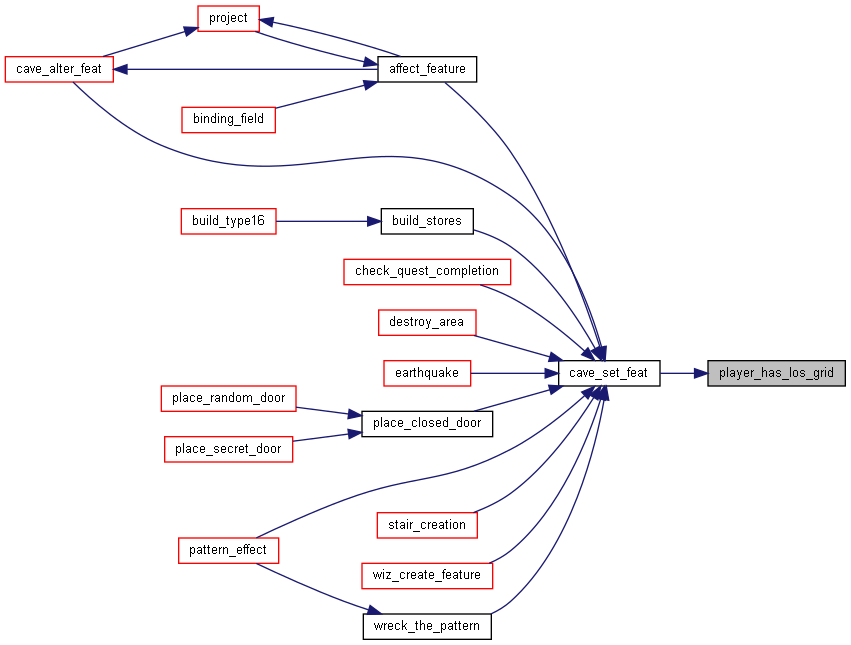 project
cave_alter_feat
affect_feature
binding_field
build_type16
build_stores
check_quest_completion
destroy_area
earthquake
cave_set_feat
player_has_los_grid
place_random_door
place_closed_door
place_secret_door
stair_creation
pattern_effect
wiz_create_feature
wreck_the_pattern